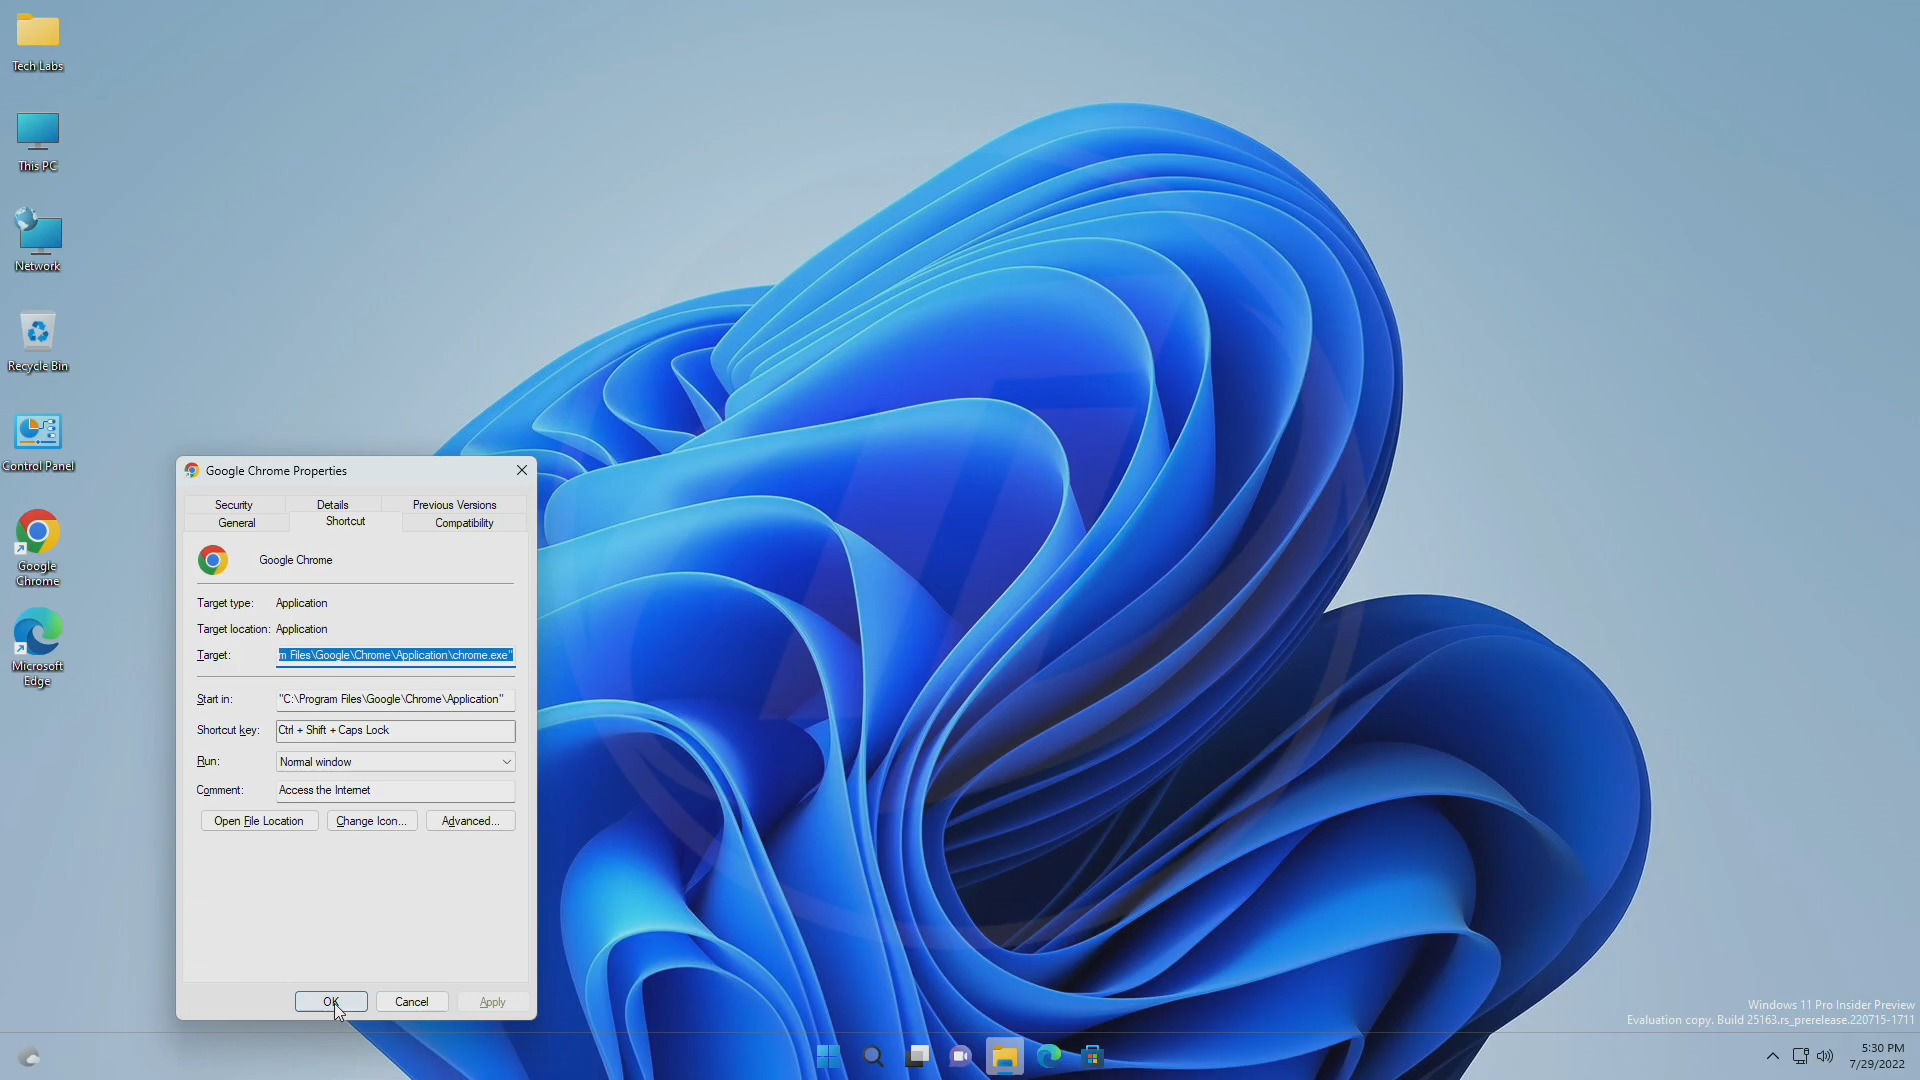 Tech Labs
This PC
Network
Recycle Bin
Control Panel
Google
Chrome
Microsoft
Edge
Google Chrome Properties
Security Details Previous Versions
General Shortcut Compatibility
Google Chrome
Target type: Application
Target location: Application
Target: m Files\Google\Chrome\Application\chrome.exe"
Start in: "C:\Program Files\Google\Chrome\Application"
Shortcut key: Ctrl + Shift + Caps Lock
Run: Normal window
Comment: Access the Internet
Open File Location Change Icon... Advanced...
OK Cancel Apply
Windows 11 Pro Insider Preview
Evaluation copy. Build 25163.rs_prerelease.220715-1711
5:30 PM
7/29/2022